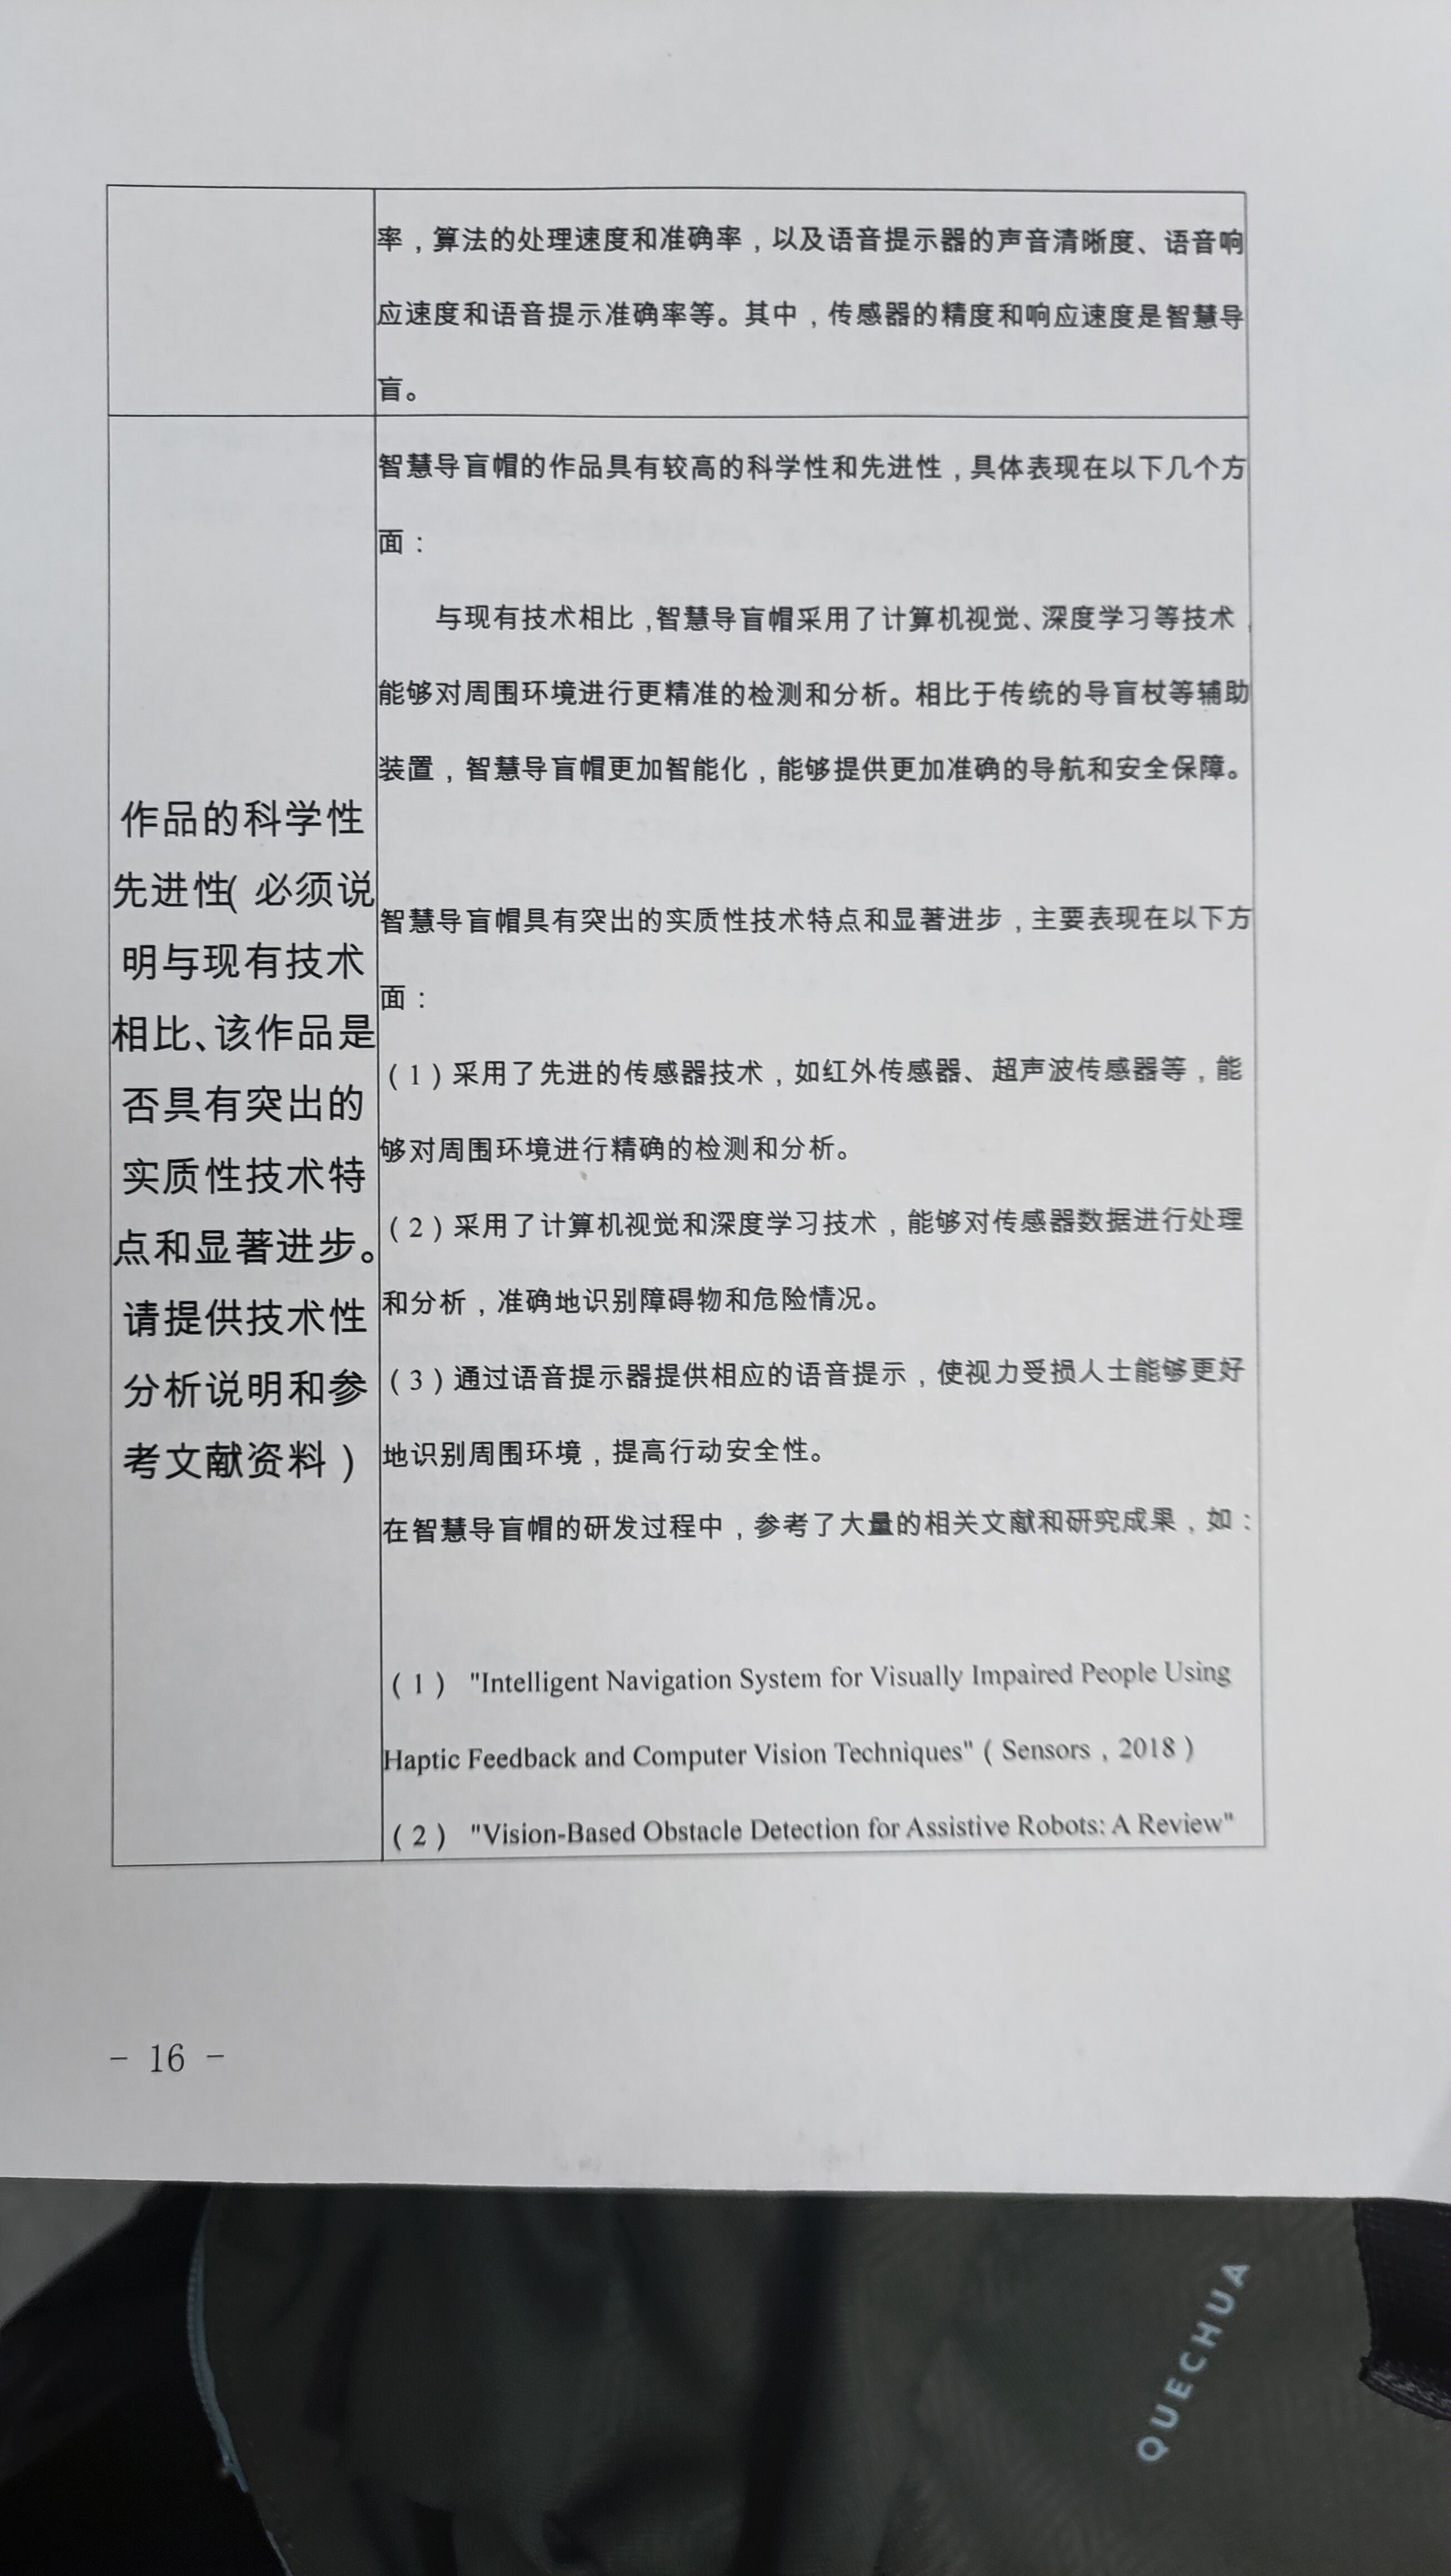 率，算法的处理速度和准确率，以及语音提示器的声音清晰度、语音响
应速度和语音提示准确率等。其中，传感器的精度和响应速度是智慧导
盲。
作品的科学性
先进性（必须说
明与现有技术
相比、该作品是
否具有突出的
实质性技术特
点和显著进步。
请提供技术性
分析说明和参
考文献资料）
智慧导盲帽的作品具有较高的科学性和先进性，具体表现在以下几个方
面：
与现有技术相比，智慧导盲帽采用了计算机视觉、深度学习等技术，
能够对周围环境进行更精准的检测和分析。相比于传统的导盲杖等辅助
装置，智慧导盲帽更加智能化，能够提供更加准确的导航和安全保障。
智慧导盲帽具有突出的实质性技术特点和显著进步，主要表现在以下方
面：
（1）采用了先进的传感器技术，如红外传感器、超声波传感器等，能
够对周围环境进行精确的检测和分析。
（2）采用了计算机视觉和深度学习技术，能够对传感器数据进行处理
和分析，准确地识别障碍物和危险情况。
（3）通过语音提示器提供相应的语音提示，使视力受损人士能够更好
地识别周围环境，提高行动安全性。
在智慧导盲帽的研发过程中，参考了大量的相关文献和研究成果，如：
（1） "Intelligent Navigation System for Visually Impaired People Using
Haptic Feedback and Computer Vision Techniques"（Sensors，2018）
（2） "Vision-Based Obstacle Detection for Assistive Robots: A Review"
- 16 -
QUECHUA